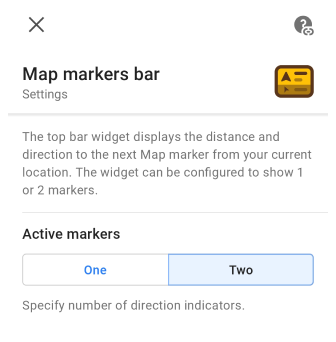 Map markers bar
Settings
The top bar widget displays the distance and
direction to the next Map marker from your current
location. The widget can be configured to show 1
or 2 markers.
Active markers
One
Two
Specify number of direction indicators.